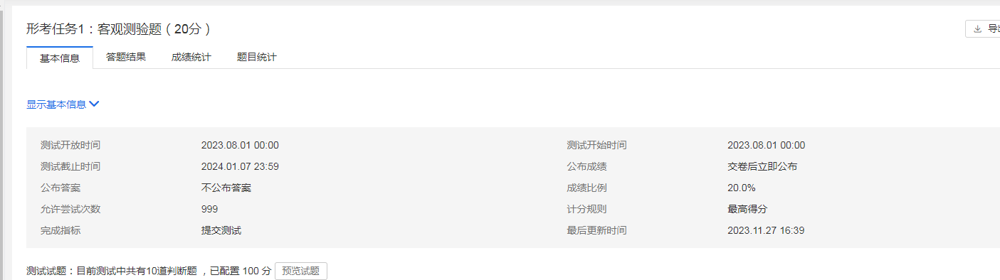 形考任务1：客观测验题（20分）
导出
基本信息 答题结果 成绩统计 题目统计
显示基本信息
测试开放时间 2023.08.01 00:00 测试开始时间 2023.08.01 00:00
测试截止时间 2024.01.07 23:59 公布成绩 交卷后立即公布
公布答案 不公布答案 成绩比例 20.0%
允许尝试次数 999 计分规则 最高得分
完成指标 提交测试 最后更新时间 2023.11.27 16:39
测试试题：目前测试中共有10道判断题 ，已配置 100 分 预览试题